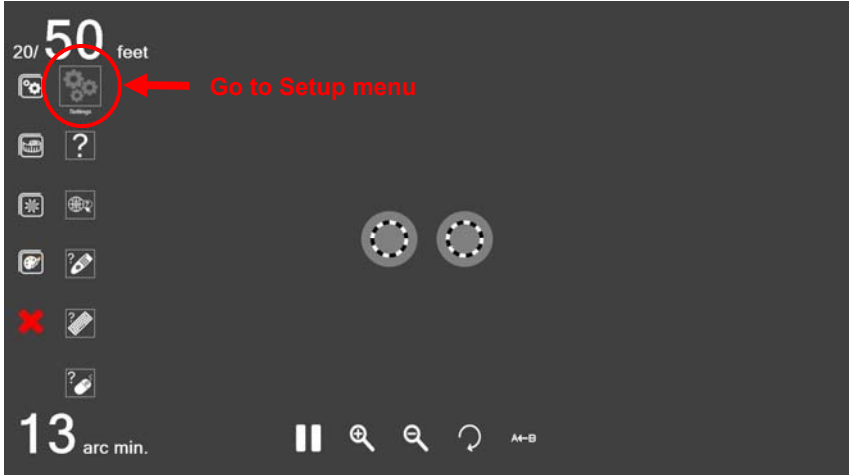 20/50 feet
Go to Setup menu
Settings
?
?
?
?
13 arc min.
A←B